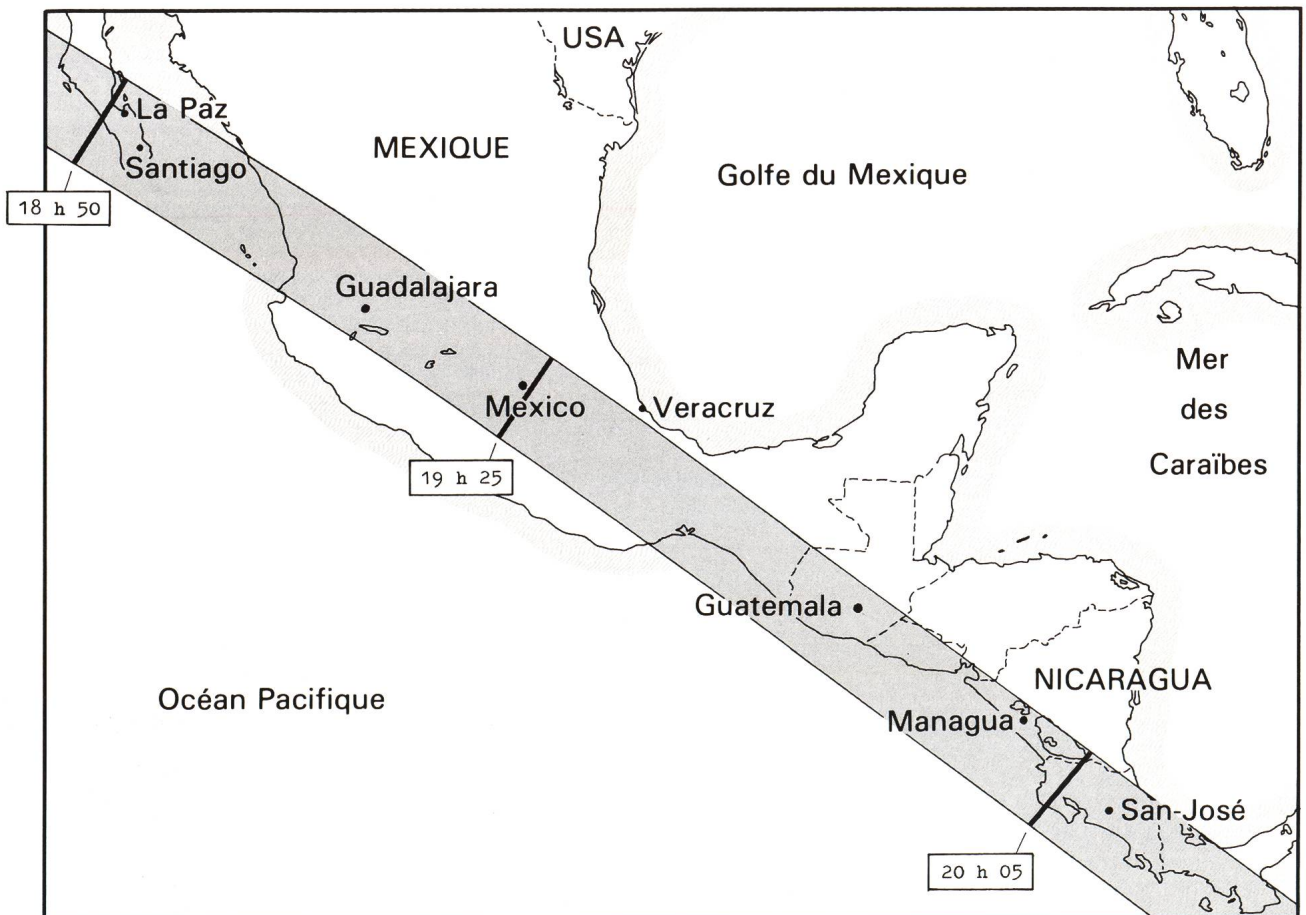 USA
La Paz
MEXIQUE
Santiago
Golfe du Mexique
18 h 50
Guadalajara
Mer
des
Caraïbes
Mexico
Veracruz
19 h 25
Guatemala
NICARAGUA
Océan Pacifique
Managua
San-José
20 h 05